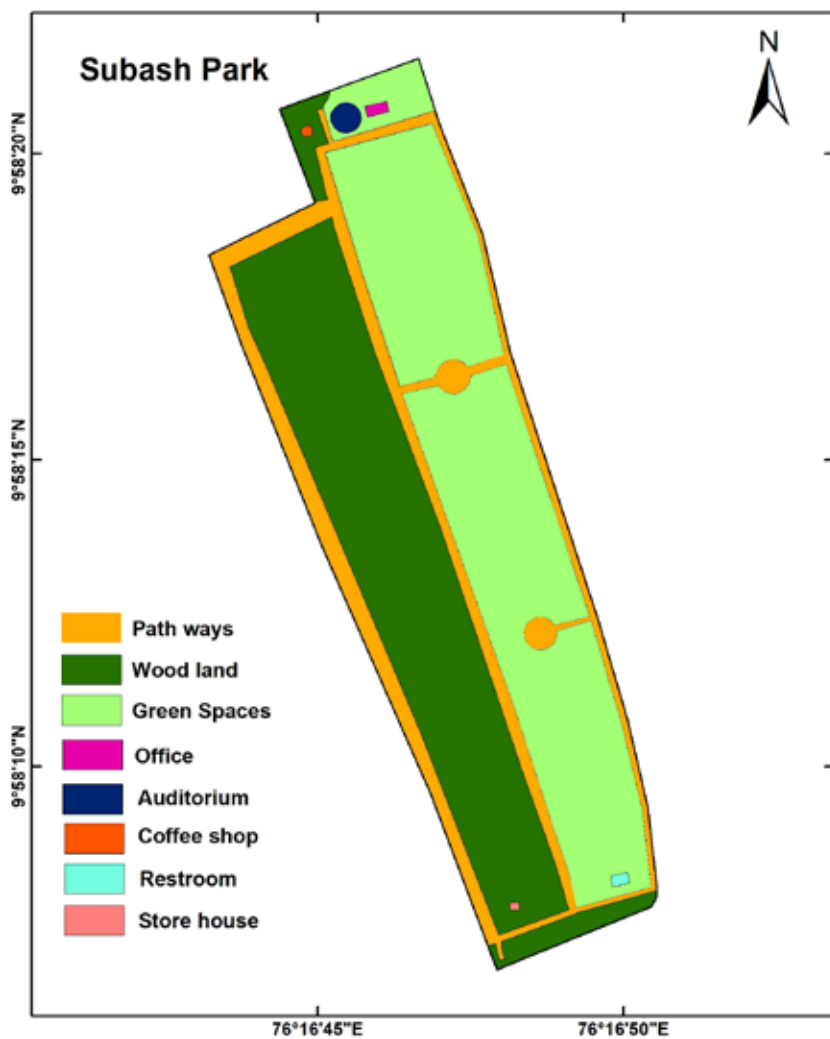 Subash Park
N
9°58'20"N
9°58'15"N
9°58'10"N
Path ways
Wood land
Green Spaces
Office
Auditorium
Coffee shop
Restroom
Store house
76°16'45"E
76°16'50"E